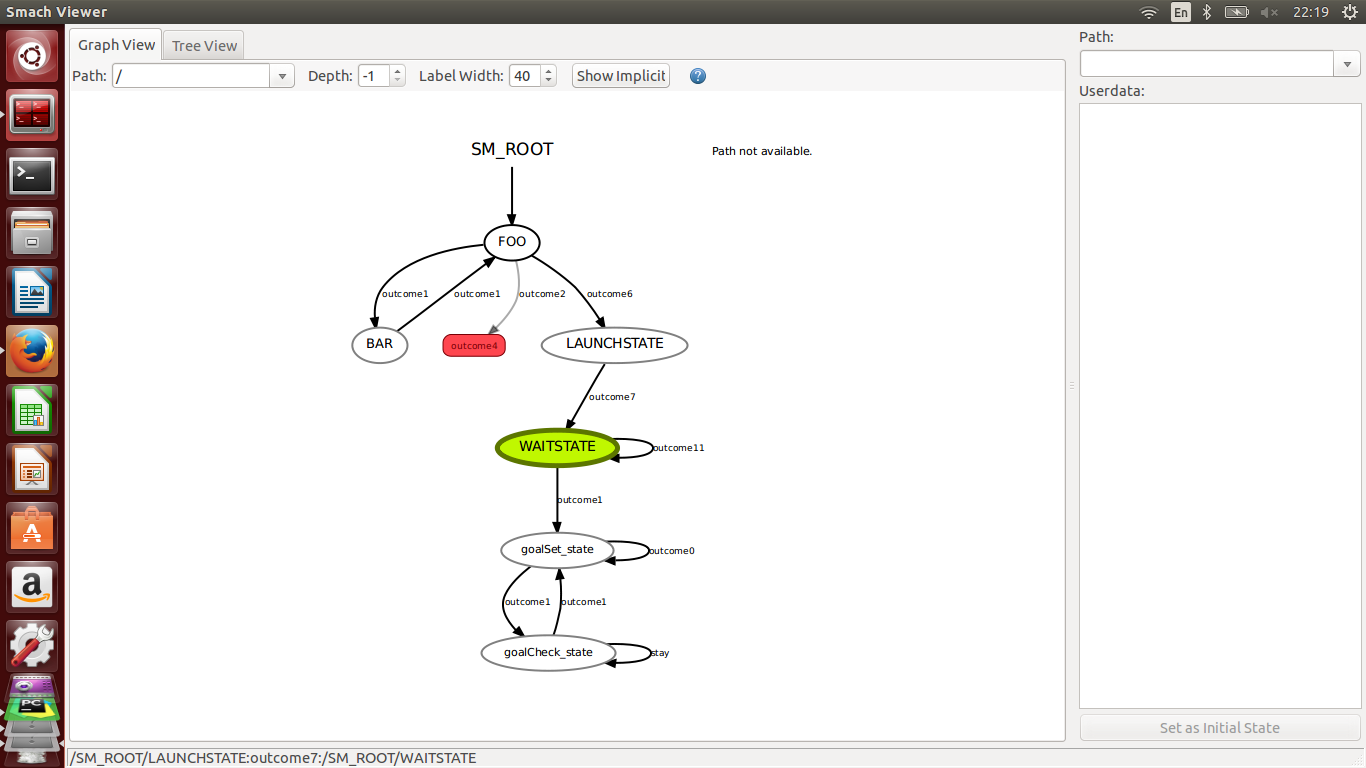 Smach Viewer
En
22:19
Graph View
Tree View
Path: /
Depth: -1
Label Width: 40
Show Implicit
?
Path:
Userdata:
SM_ROOT
Path not available.
FOO
outcome1
outcome1
outcome2
outcome6
BAR
outcome4
LAUNCHSTATE
outcome7
WAITSTATE
outcome11
outcome1
goalSet_state
outcome0
outcome1
outcome1
goalCheck_state
stay
PC
Set as Initial State
/SM_ROOT/LAUNCHSTATE:outcome7:/SM_ROOT/WAITSTATE